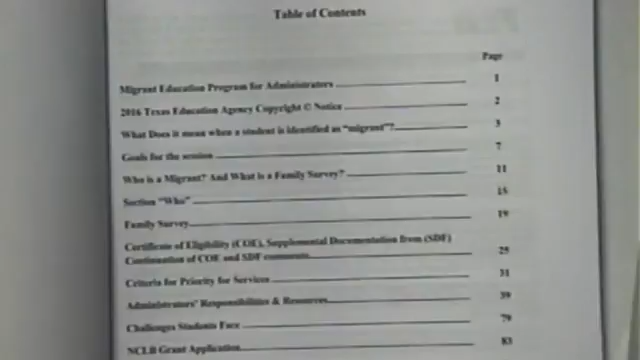 Table of Contents
Page
Migrant Education Program for Administrators 1
2016 Texas Education Agency Copyright © Notice 2
What Does it mean when a student is identified as "migrant"? 3
Goals for the session 7
Who is a Migrant? And What is a Family Survey? 11
Section "Who" 15
Family Survey 19
Certificate of Eligibility (COE), Supplemental Documentation from (SDF)
Continuation of COE and SDF comments 25
Criteria for Priority for Services 31
Administrators' Responsibilities & Resources 39
Challenges Students Face 79
NCLB Grant Application 83